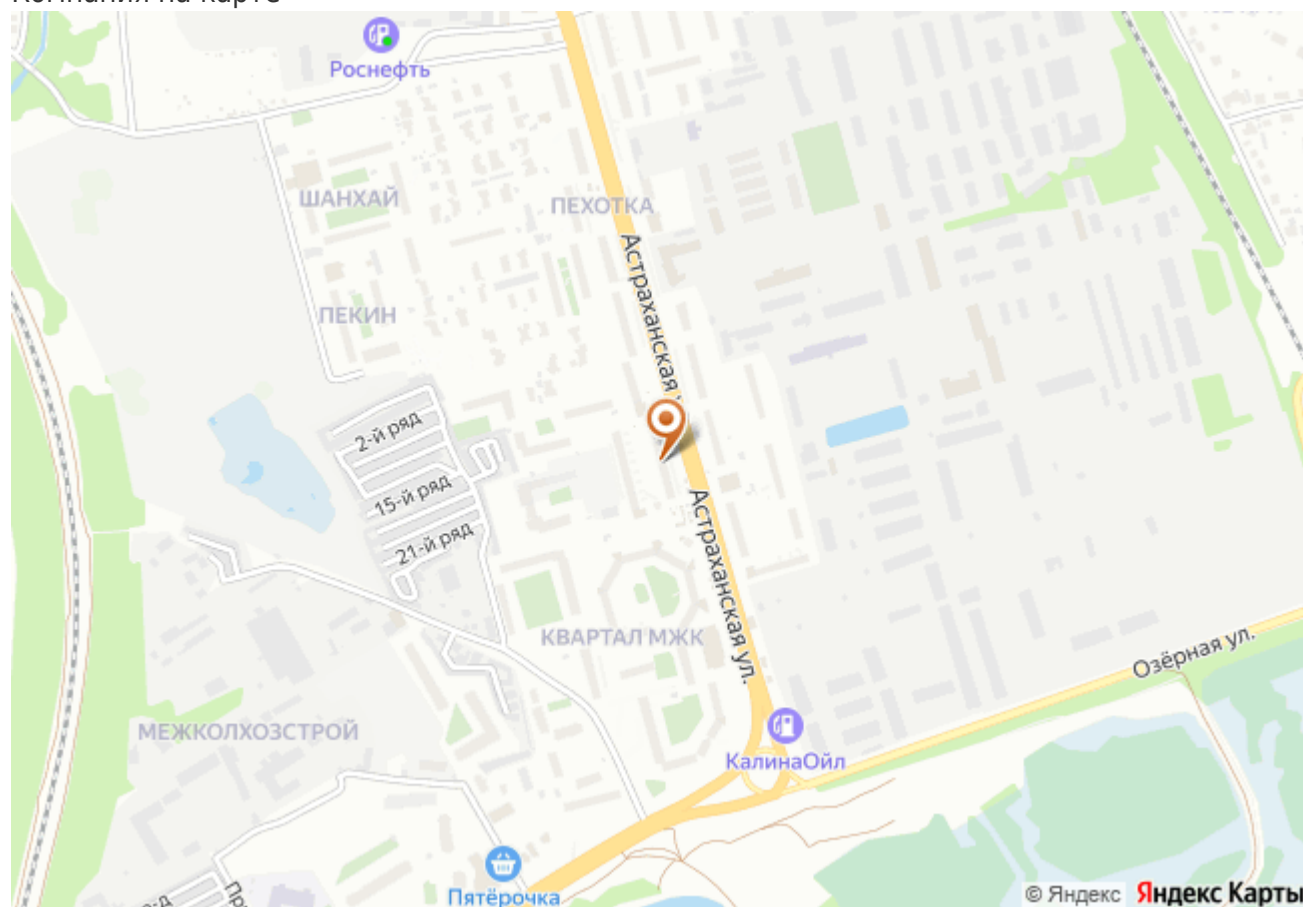 Роснефть
ШАНХАЙ
ПЕХОТКА
Астраханская
ПЕКИН
2-й ряд
15-й ряд
21-й ряд
Астраханская ул.
КВАРТАЛ МЖК
Озёрная ул.
МЕЖКОЛХОЗСТРОЙ
КалинаОйл
Пятёрочка
© Яндекс Яндекс Карты